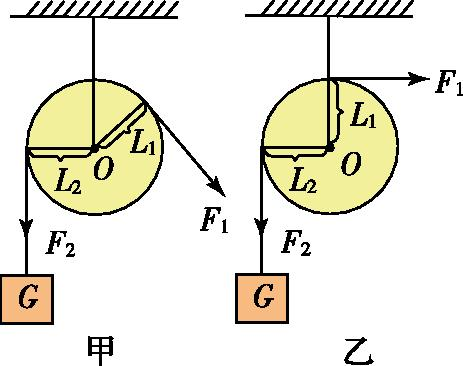 L₁
O
L₂
F₁
F₂
G
甲
F₁
L₁
O
L₂
F₂
G
乙